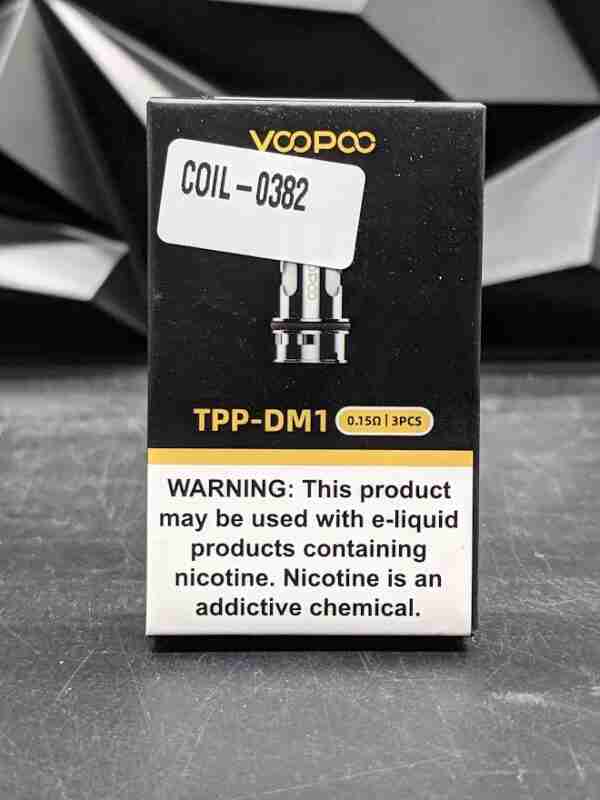 VOOPOO
COIL-0382
TPP-DM1 0.15Ω | 3PCS
WARNING: This product
may be used with e-liquid
products containing
nicotine. Nicotine is an
addictive chemical.